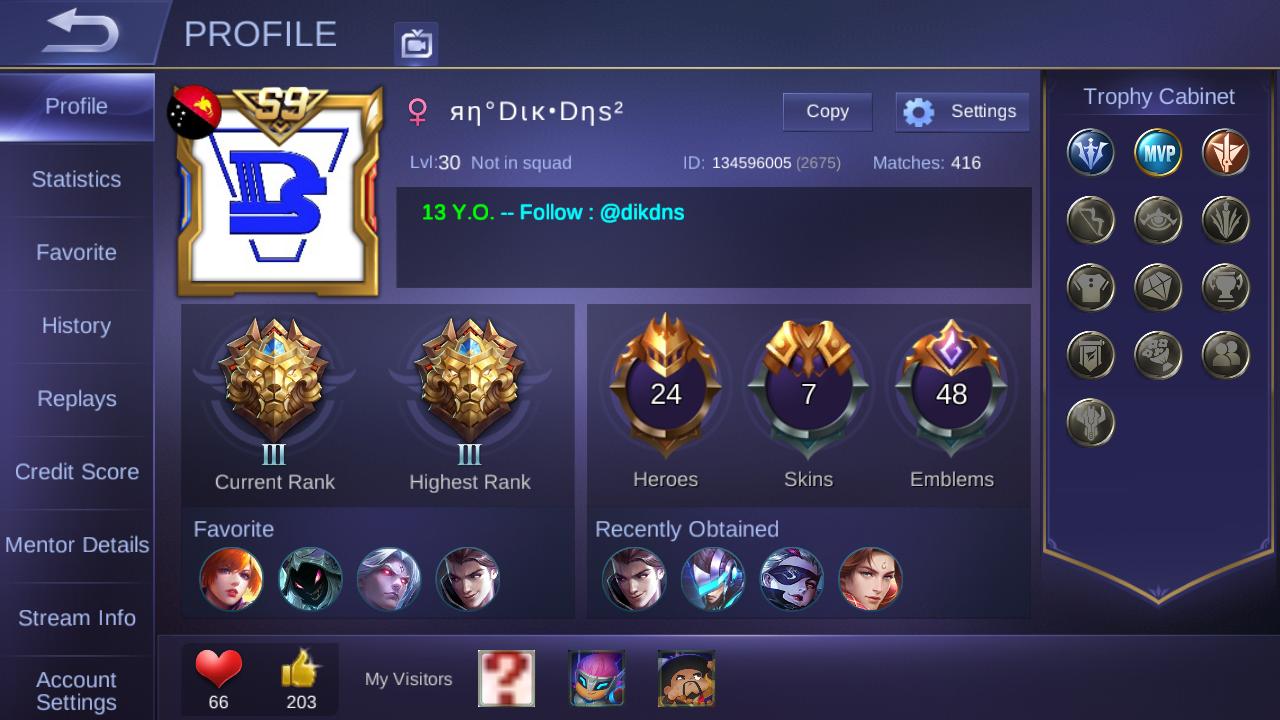 PROFILE
Profile
Statistics
Favorite
History
Replays
Credit Score
Mentor Details
Stream Info
Account
Settings
S9
яη°Dικ•Dηs²
Copy
Settings
Lvl:30 Not in squad
ID: 134596005 (2675)
Matches: 416
13 Y.O. -- Follow : @dikdns
III
Current Rank
III
Highest Rank
24
Heroes
7
Skins
48
Emblems
Favorite
Recently Obtained
66
203
My Visitors
?
Trophy Cabinet
MVP